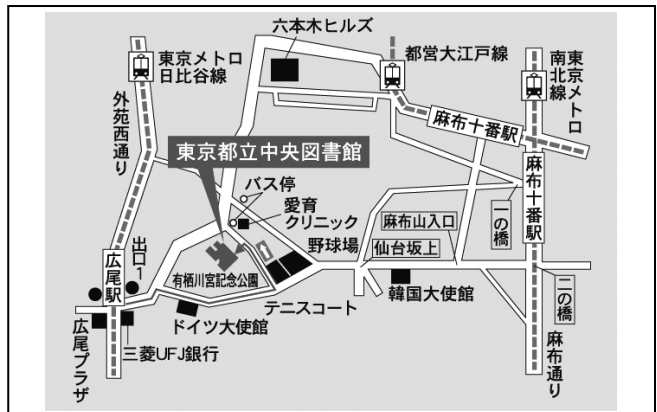 六本木ヒルズ
東京メトロ
日比谷線
都営大江戸線
東京メトロ
南北線
外苑西通り
麻布十番駅
東京都立中央図書館
麻布十番駅
バス停
愛育
クリニック
麻布山入口
一の橋
野球場
仙台坂上
出口1
広尾駅
有栖川宮記念公園
テニスコート
韓国大使館
二の橋
ドイツ大使館
広尾プラザ
三菱UFJ銀行
麻布通り